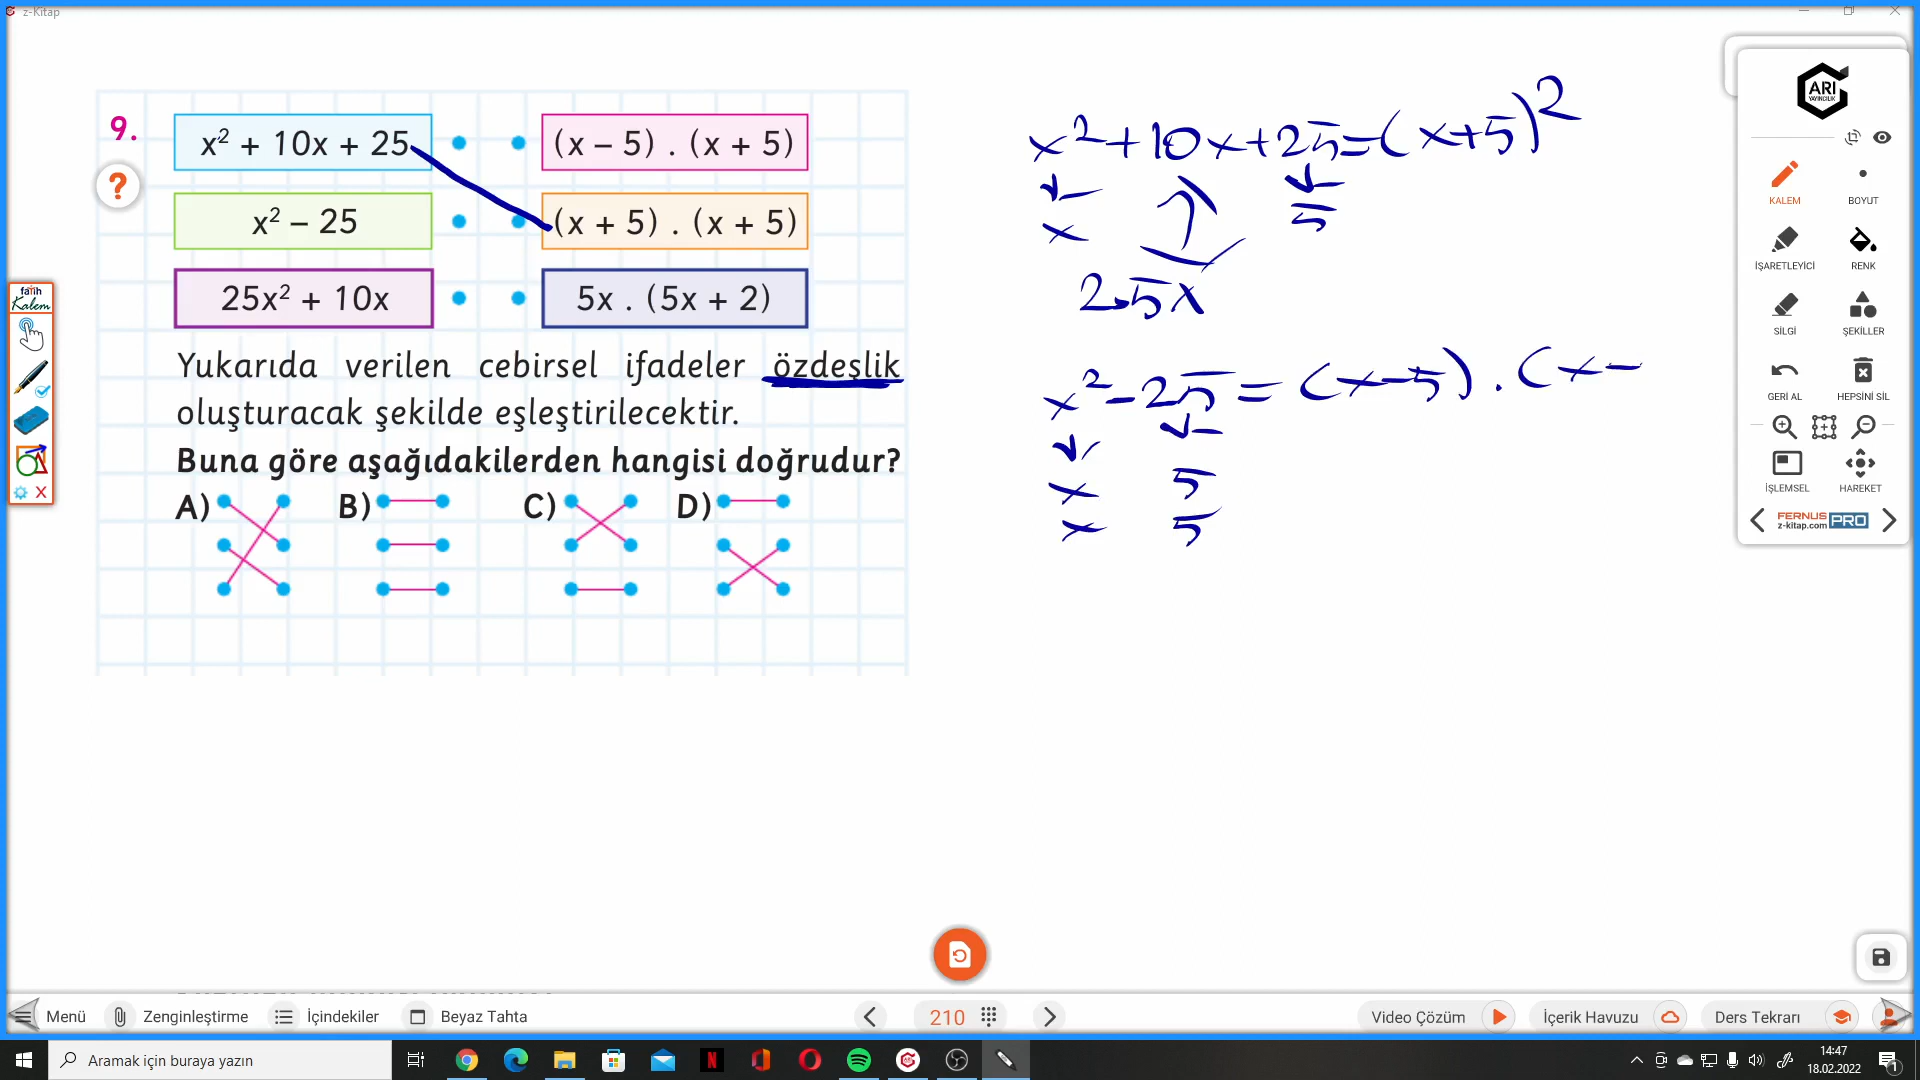 z-Kitap
9.
x² + 10x + 25
(x – 5) . (x + 5)
x² – 25
(x + 5) . (x + 5)
25x² + 10x
5x . (5x + 2)
Yukarıda verilen cebirsel ifadeler özdeşlik
oluşturacak şekilde eşleştirilecektir.
Buna göre aşağıdakilerden hangisi doğrudur?
A) B) C) D)
x²+10x+25=(x+5)²
x 5
2.5x
x²-25=(x-5).(x-
x 5
x 5
fatih
Kalem
ARI
YAYINCILIK
KALEM BOYUT
İŞARETLEYİCİ RENK
SİLGİ ŞEKİLLER
GERİ AL HEPSİNİ SİL
İŞLEMSEL HAREKET
FERNUS
z-kitap.com PRO
Menü Zenginleştirme İçindekiler Beyaz Tahta 210 Video Çözüm İçerik Havuzu Ders Tekrarı
Aramak için buraya yazın
14:47
18.02.2022
1